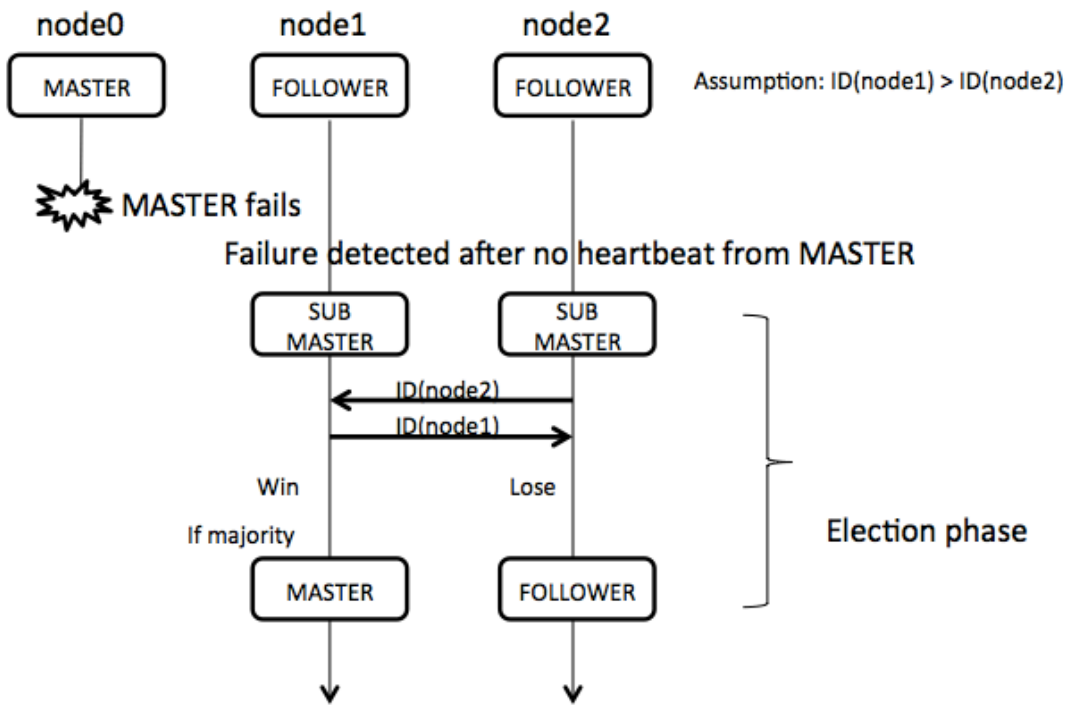 node0
node1
node2
MASTER
FOLLOWER
FOLLOWER
Assumption: ID(node1) > ID(node2)
MASTER fails
Failure detected after no heartbeat from MASTER
SUB
MASTER
SUB
MASTER
ID(node2)
ID(node1)
Win
Lose
If majority
Election phase
MASTER
FOLLOWER